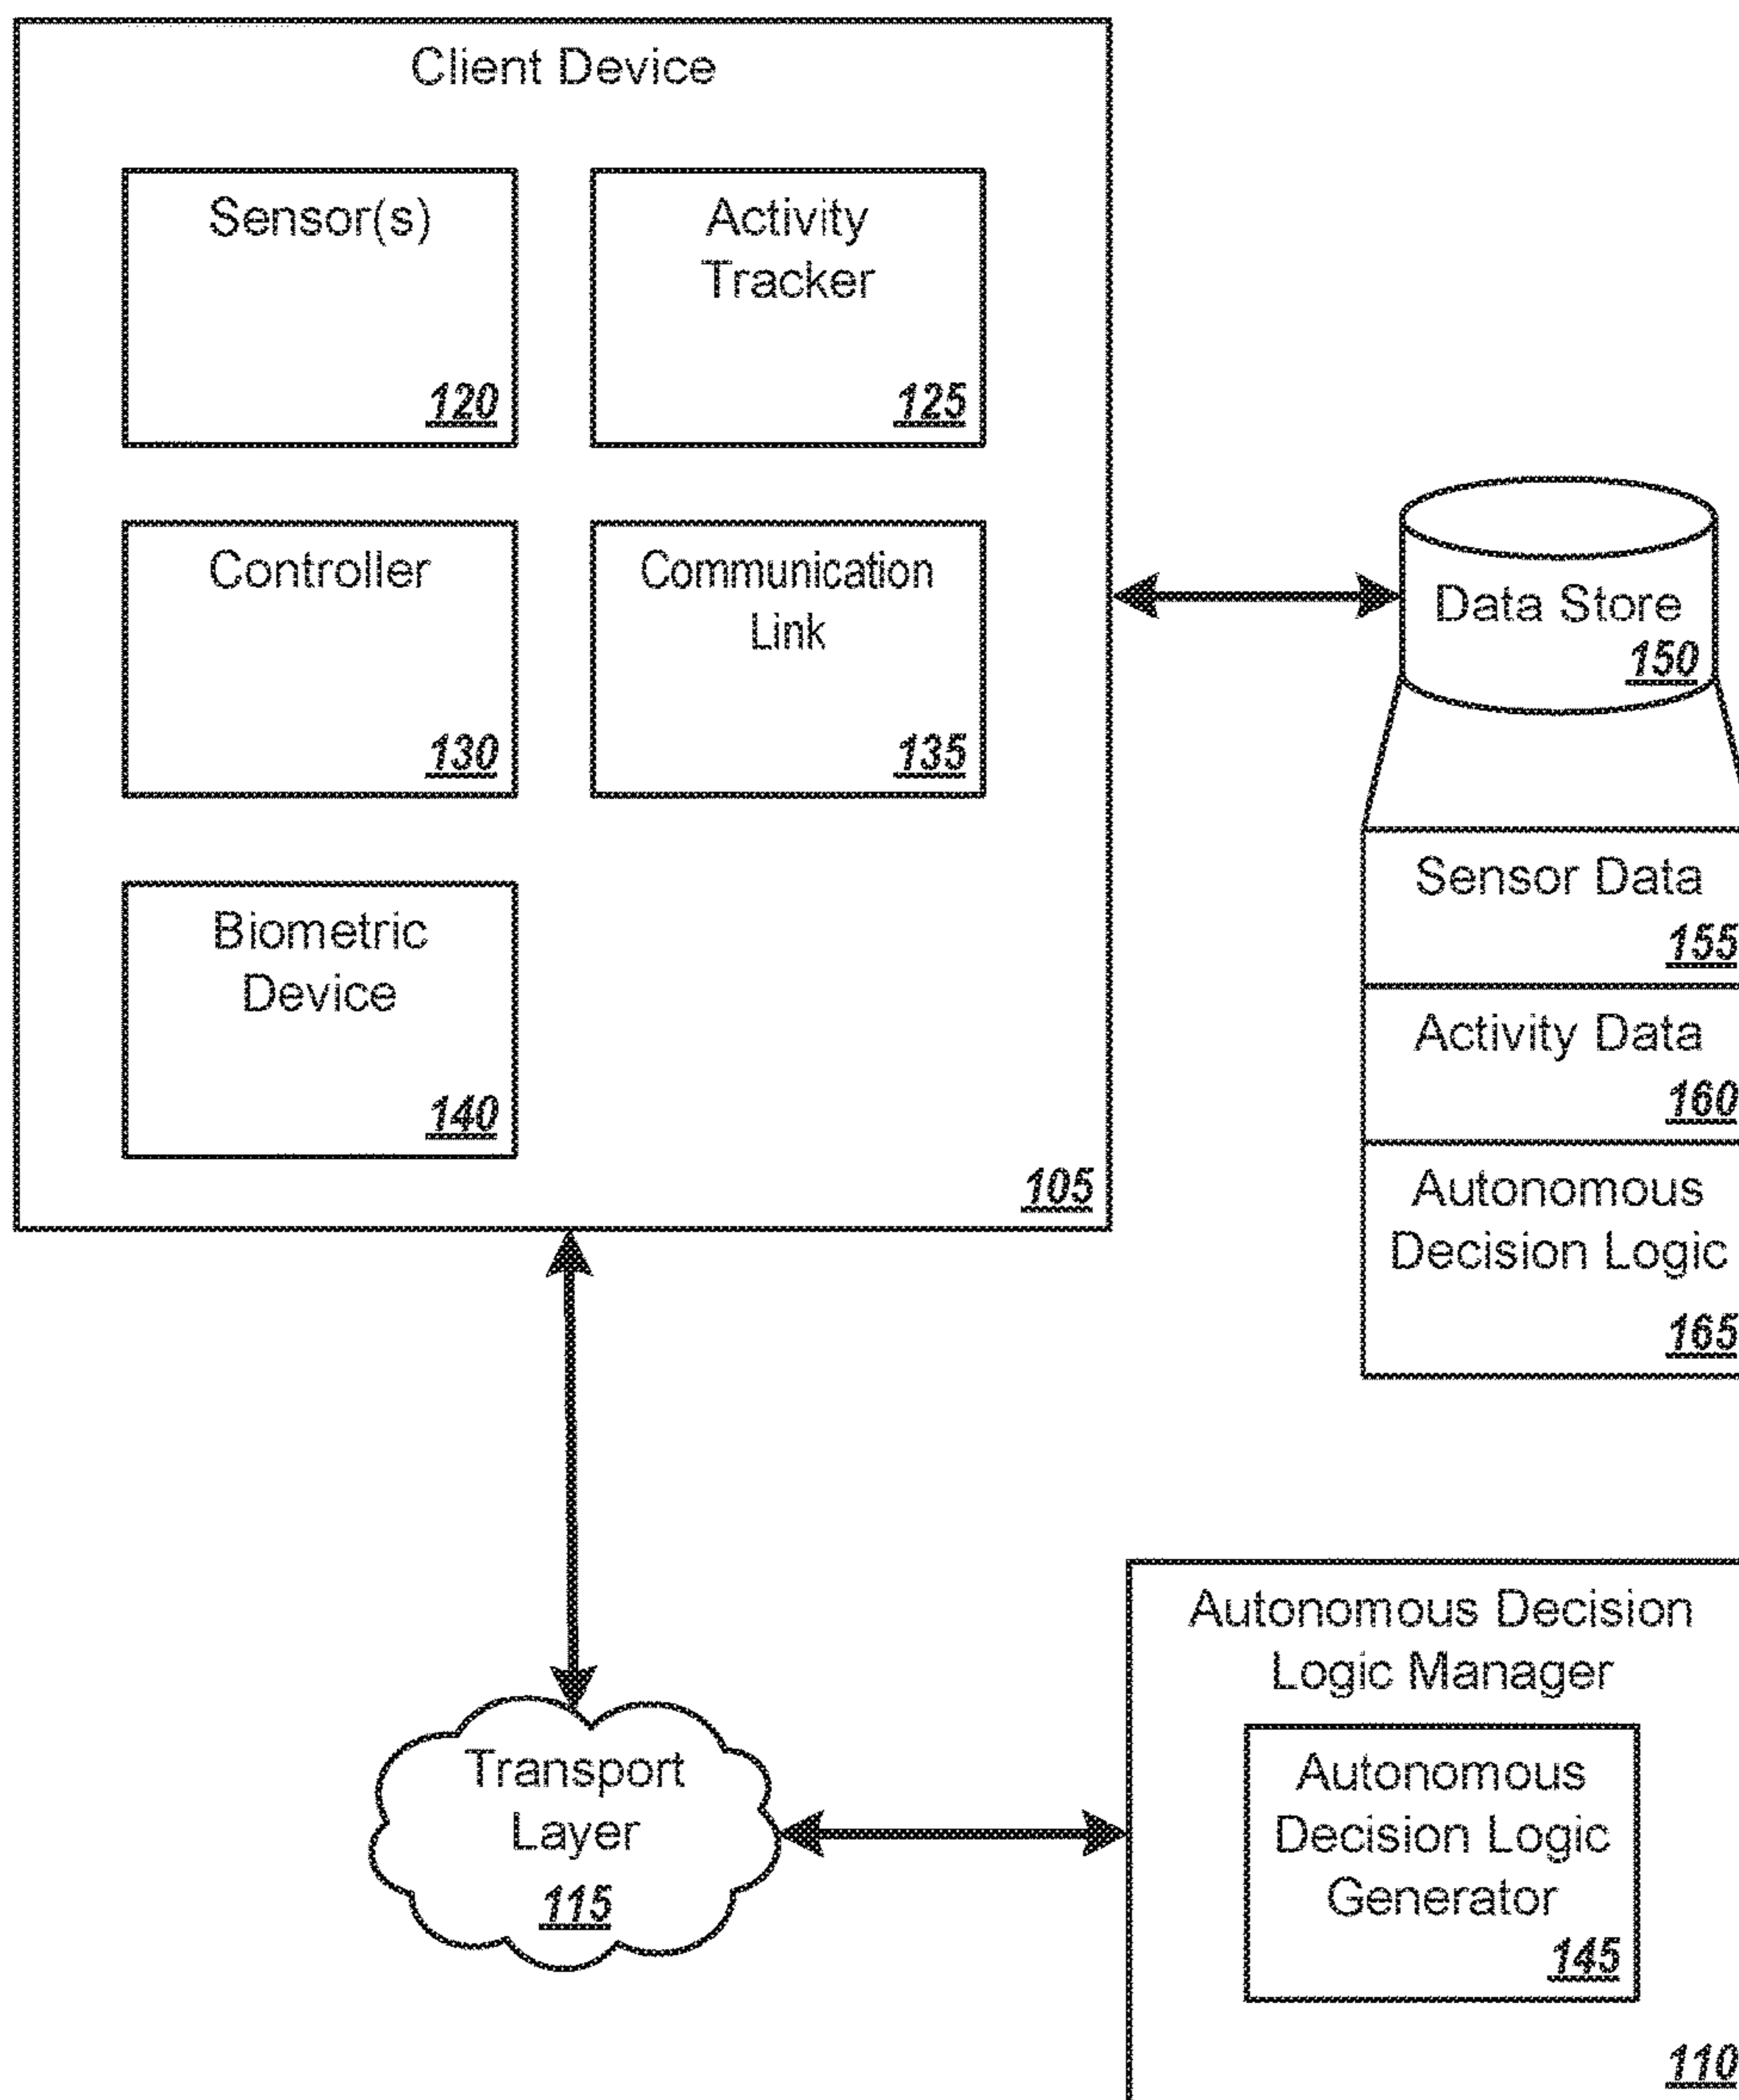 Client Device
Sensor(s)
120
Activity
Tracker
125
Controller
130
Communication
Link
135
Biometric
Device
140
105
Data Store
150
Sensor Data
155
Activity Data
160
Autonomous
Decision Logic
165
Transport
Layer
115
Autonomous Decision
Logic Manager
Autonomous
Decision Logic
Generator
145
110